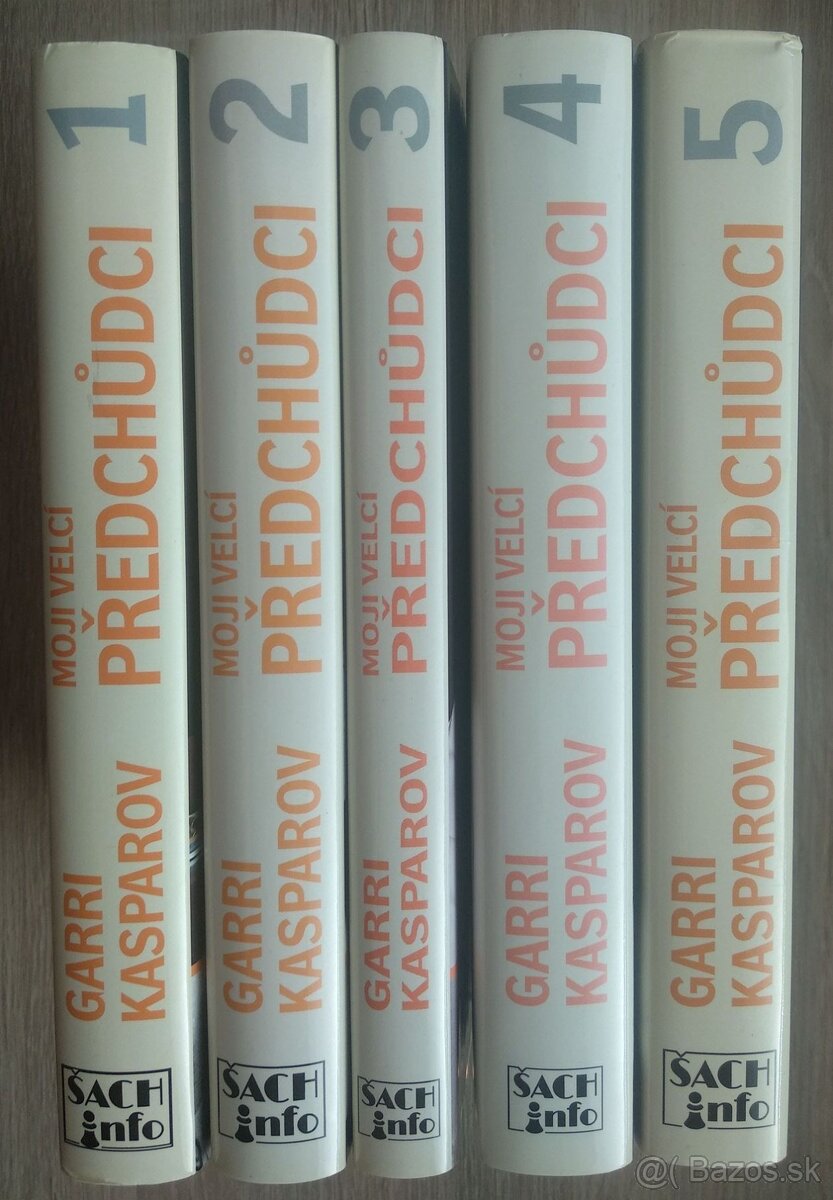 GARRI
KASPAROV
MOJI VELCÍ
PŘEDCHŮDCI
1
ŠACH
info
GARRI
KASPAROV
MOJI VELCÍ
PŘEDCHŮDCI
2
ŠACH
info
GARRI
KASPAROV
MOJI VELCÍ
PŘEDCHŮDCI
3
ŠACH
info
GARRI
KASPAROV
MOJI VELCÍ
PŘEDCHŮDCI
4
ŠACH
info
GARRI
KASPAROV
MOJI VELCÍ
PŘEDCHŮDCI
5
ŠACH
info
@( Bazos.sk